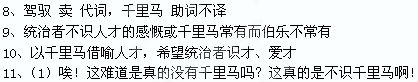 8、驾驭  卖  代词，千里马  助词不译
9、统治者不识人才的感慨或千里马常有而伯乐不常有
10、以千里马借喻人才，希望统治者识才、爱才
11、（1）唉！这难道是真的没有千里马吗？这真的是不识千里马啊